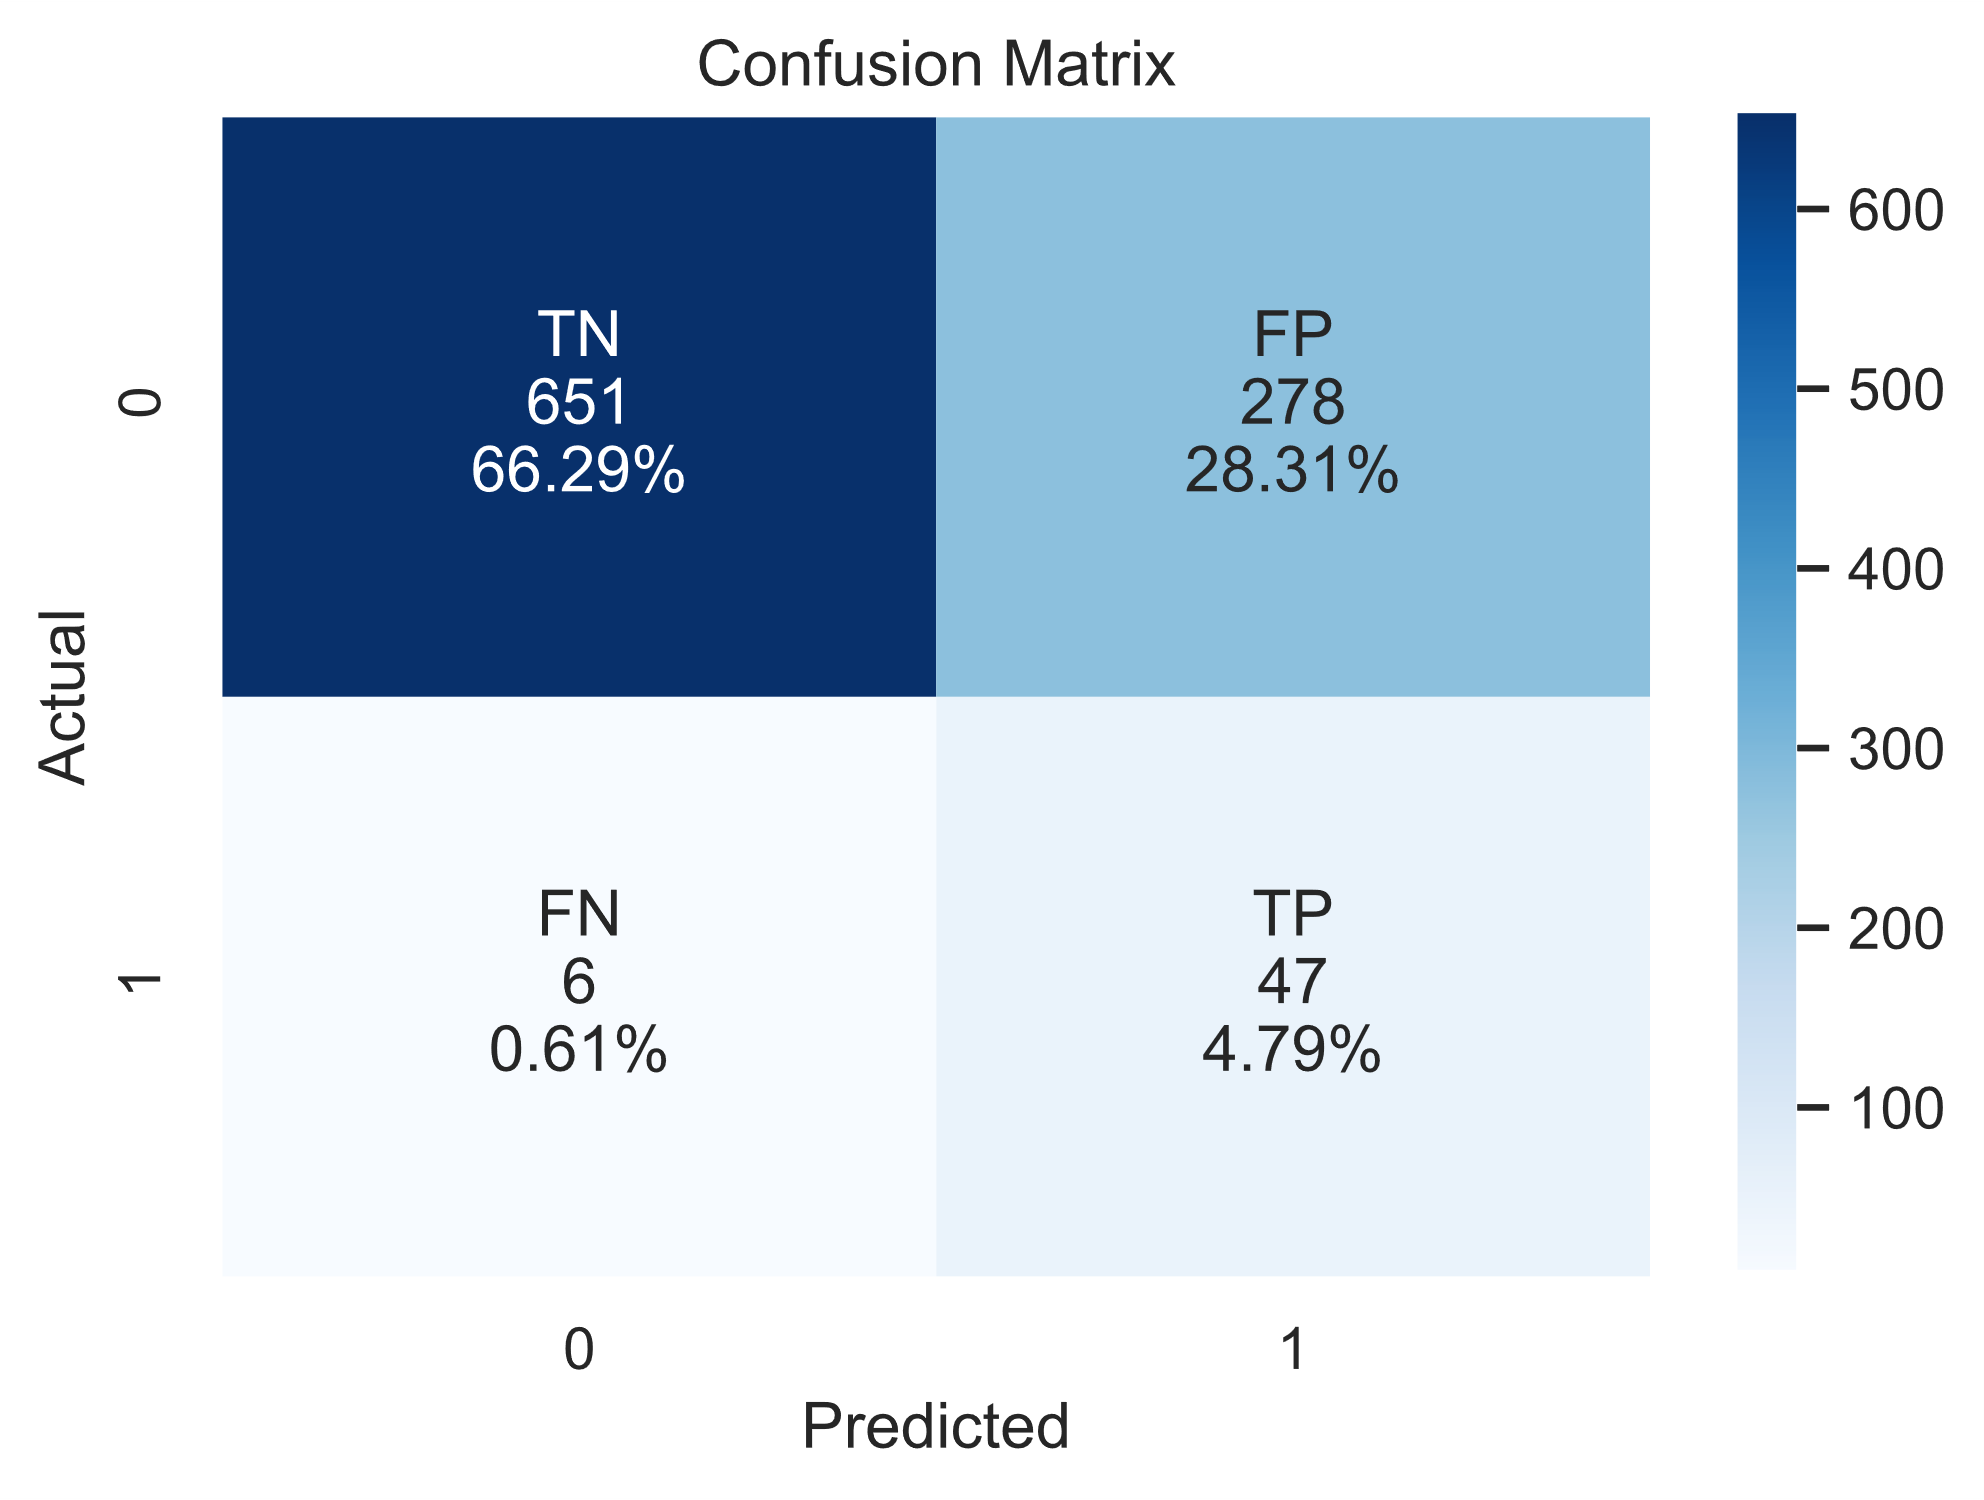 Confusion Matrix
TN
651
66.29%
FP
278
28.31%
FN
6
0.61%
TP
47
4.79%
0
1
Actual
0
1
Predicted
600
500
400
300
200
100